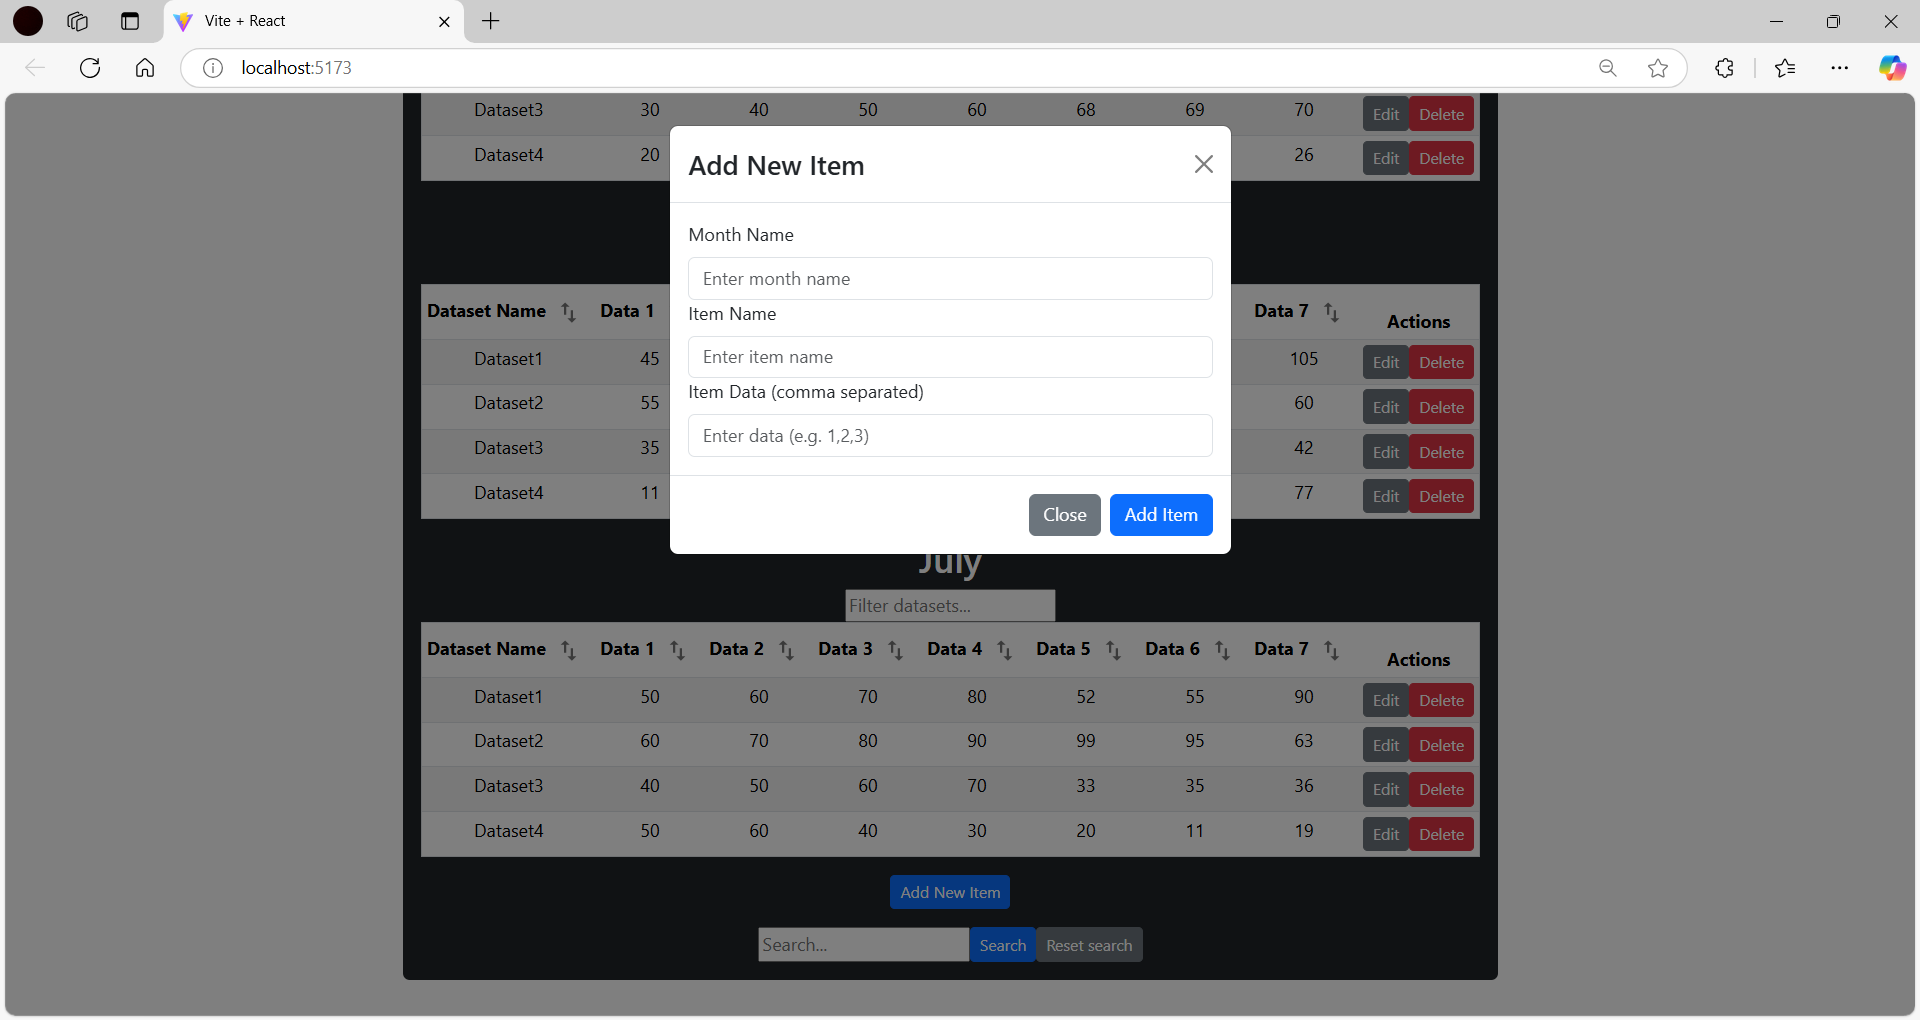 Vite + React
localhost:5173
Dataset3 30 40 50 60 68 69 70 Edit Delete
Dataset4 20 26 Edit Delete
Add New Item
Month Name
Enter month name
Item Name
Enter item name
Item Data (comma separated)
Enter data (e.g. 1,2,3)
Close Add Item
Dataset Name Data 1 Data 7 Actions
Dataset1 45 105 Edit Delete
Dataset2 55 60 Edit Delete
Dataset3 35 42 Edit Delete
Dataset4 11 77 Edit Delete
July
Filter datasets...
Dataset Name Data 1 Data 2 Data 3 Data 4 Data 5 Data 6 Data 7 Actions
Dataset1 50 60 70 80 52 55 90 Edit Delete
Dataset2 60 70 80 90 99 95 63 Edit Delete
Dataset3 40 50 60 70 33 35 36 Edit Delete
Dataset4 50 60 40 30 20 11 19 Edit Delete
Add New Item
Search... Search Reset search